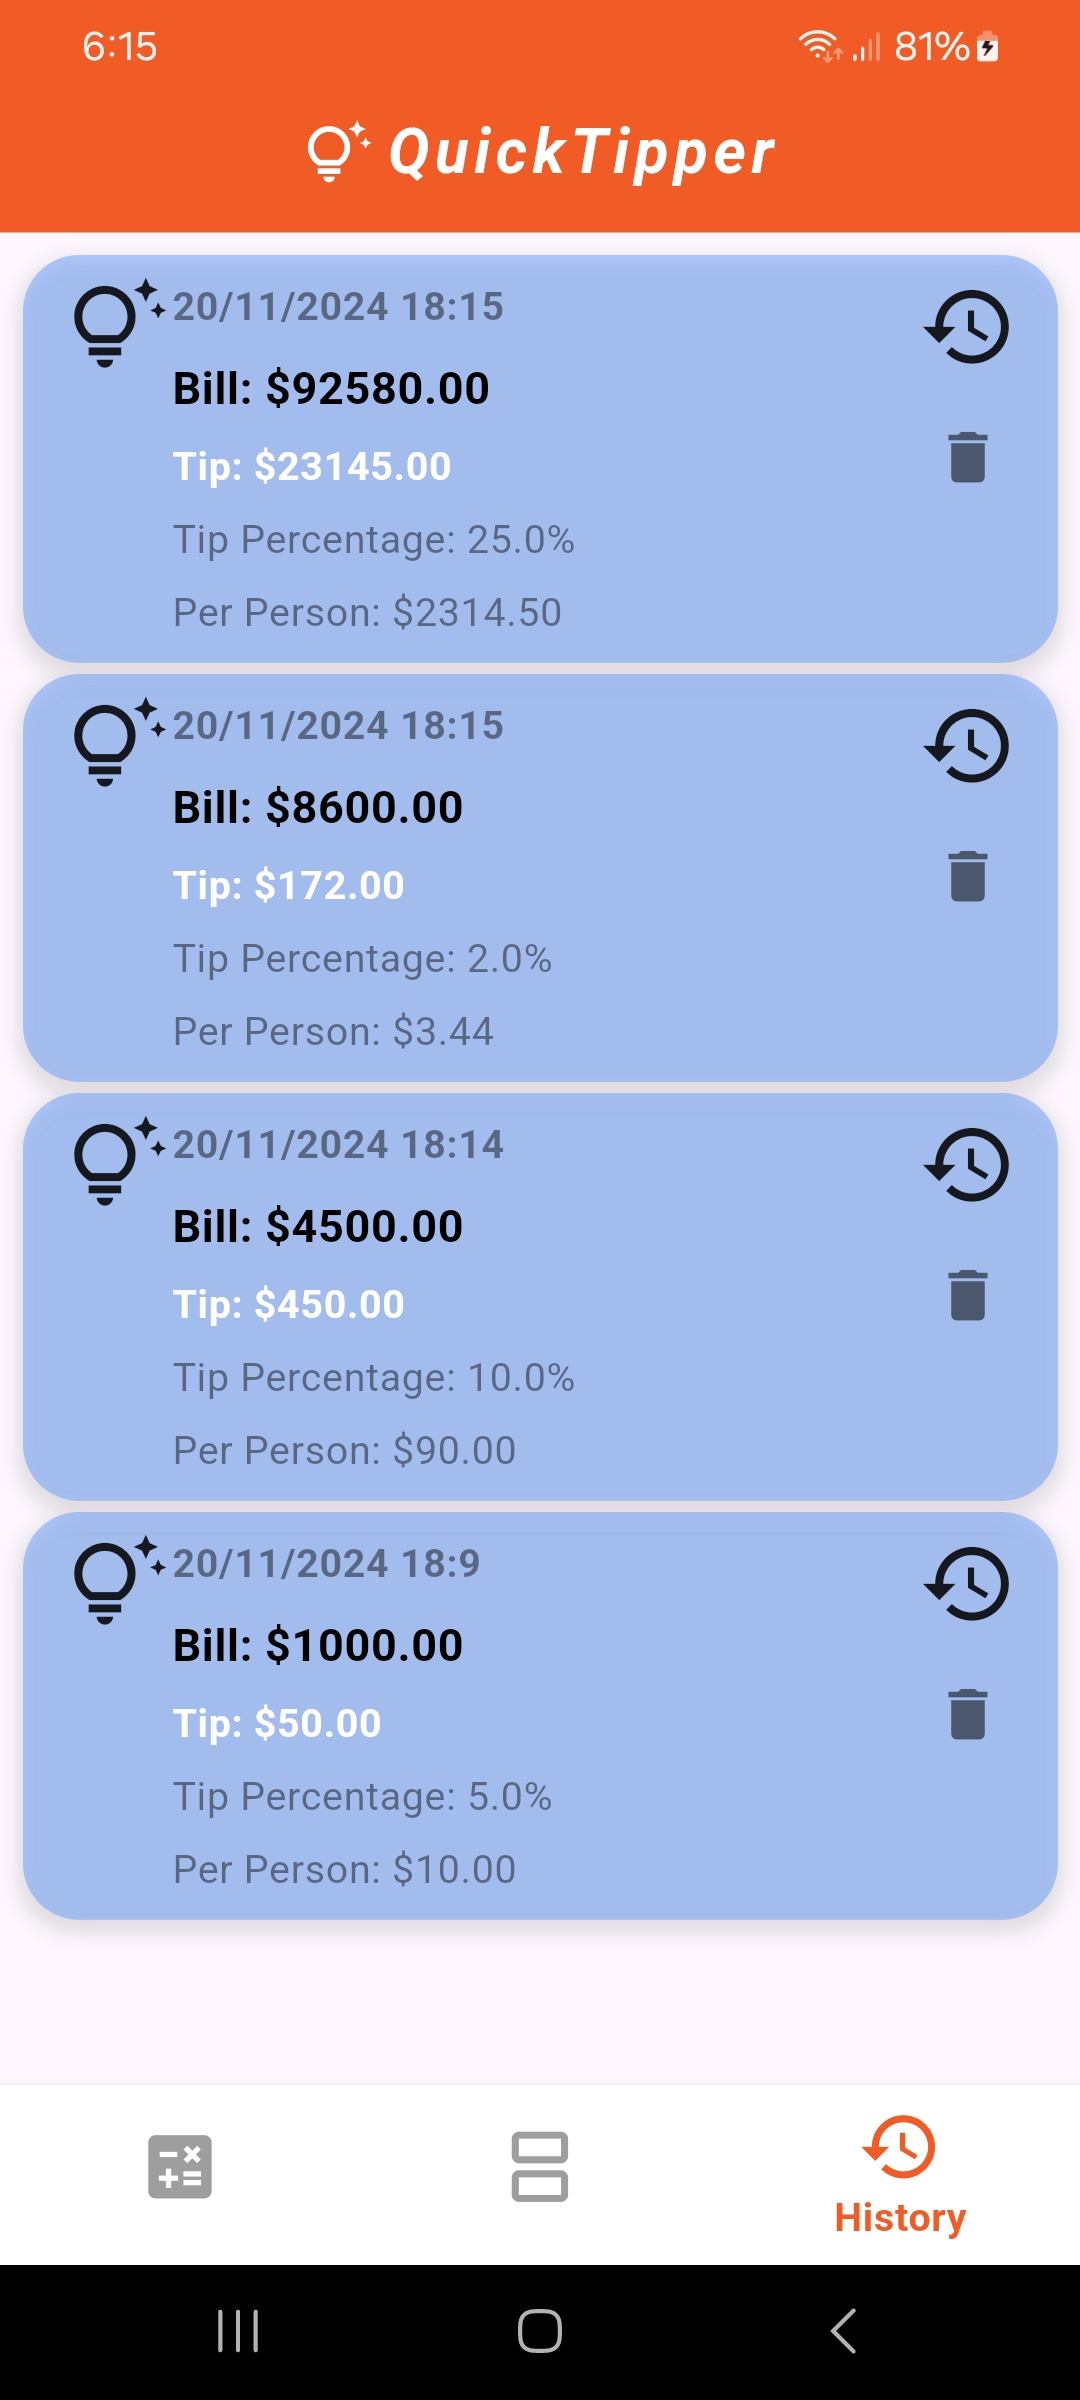 6:15
81%
QuickTipper
20/11/2024 18:15
Bill: $92580.00
Tip: $23145.00
Tip Percentage: 25.0%
Per Person: $2314.50
20/11/2024 18:15
Bill: $8600.00
Tip: $172.00
Tip Percentage: 2.0%
Per Person: $3.44
20/11/2024 18:14
Bill: $4500.00
Tip: $450.00
Tip Percentage: 10.0%
Per Person: $90.00
20/11/2024 18:9
Bill: $1000.00
Tip: $50.00
Tip Percentage: 5.0%
Per Person: $10.00
History